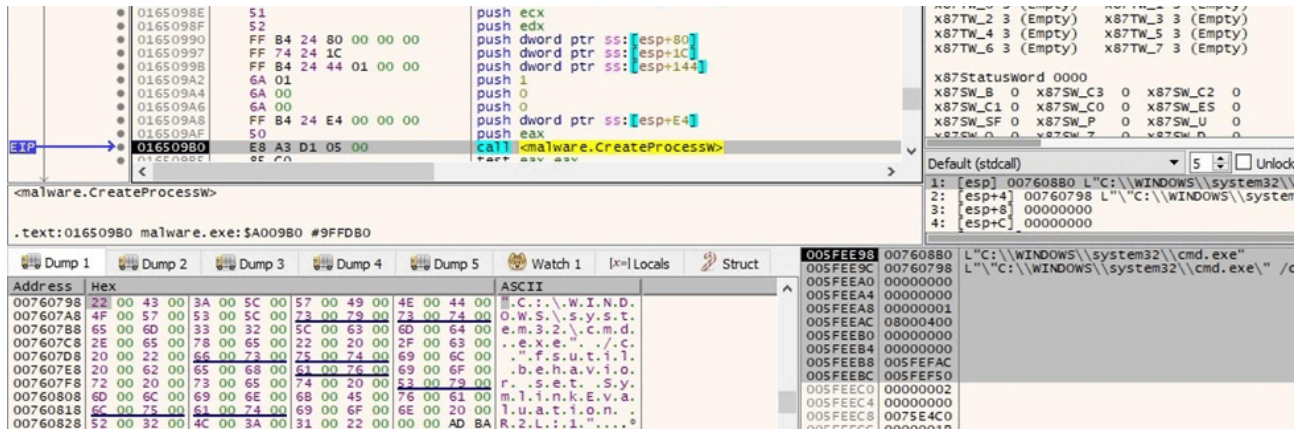 0165098E 51 push ecx
0165098F 52 push edx
01650990 FF B4 24 80 00 00 00 push dword ptr ss:[esp+80]
01650997 FF 74 24 1C push dword ptr ss:[esp+1C]
0165099B FF B4 24 44 01 00 00 push dword ptr ss:[esp+144]
016509A2 6A 01 push 1
016509A4 6A 00 push 0
016509A6 6A 00 push 0
016509A8 FF B4 24 E4 00 00 00 push dword ptr ss:[esp+E4]
016509AF 50 push eax
EIP 016509B0 E8 A3 D1 05 00 call <malware.CreateProcessW>
<malware.CreateProcessW>
.text:016509B0 malware.exe:$A009B0 #9FFDB0
x87TW_2 3 (Empty) x87TW_3 3 (Empty)
x87TW_4 3 (Empty) x87TW_5 3 (Empty)
x87TW_6 3 (Empty) x87TW_7 3 (Empty)
x87StatusWord 0000
x87SW_B 0 x87SW_C3 0 x87SW_C2 0
x87SW_C1 0 x87SW_C0 0 x87SW_ES 0
x87SW_SF 0 x87SW_P 0 x87SW_U 0
Default (stdcall) 5 Unlock
1: [esp] 007608B0 L"C:\\WINDOWS\\system32\\
2: [esp+4] 00760798 L"\"C:\\WINDOWS\\system
3: [esp+8] 00000000
4: [esp+C] 00000000
Dump 1 Dump 2 Dump 3 Dump 4 Dump 5 Watch 1 [x=] Locals Struct
Address Hex ASCII
00760798 22 00 43 00 3A 00 5C 00 57 00 49 00 4E 00 44 00 ".C.:.\.W.I.N.D.
007607A8 4F 00 57 00 53 00 5C 00 73 00 79 00 73 00 74 00 O.W.S.\.s.y.s.t.
007607B8 65 00 6D 00 33 00 32 00 5C 00 63 00 6D 00 64 00 e.m.3.2.\.c.m.d.
007607C8 2E 00 65 00 78 00 65 00 22 00 20 00 2F 00 63 00 ..e.x.e.". ./.c.
007607D8 20 00 22 00 66 00 73 00 75 00 74 00 69 00 6C 00 .".f.s.u.t.i.l.
007607E8 20 00 62 00 65 00 68 00 61 00 76 00 69 00 6F 00 .b.e.h.a.v.i.o.
007607F8 72 00 20 00 73 00 65 00 74 00 20 00 53 00 79 00 r. .s.e.t. .S.y.
00760808 6D 00 6C 00 69 00 6E 00 6B 00 45 00 76 00 61 00 m.l.i.n.k.E.v.a.
00760818 6C 00 75 00 61 00 74 00 69 00 6F 00 6E 00 20 00 l.u.a.t.i.o.n. .
00760828 52 00 32 00 4C 00 3A 00 31 00 22 00 00 00 AD BA R.2.L.:.1."....º
005FEE98 007608B0 L"C:\\WINDOWS\\system32\\cmd.exe"
005FEE9C 00760798 L"\"C:\\WINDOWS\\system32\\cmd.exe\" /c
005FEEA0 00000000
005FEEA4 00000000
005FEEA8 00000001
005FEEAC 08000400
005FEEB0 00000000
005FEEB4 00000000
005FEEB8 005FEFAC
005FEEBC 005FEF50
005FEEC0 00000002
005FEEC4 00000000
005FEEC8 0075E4C0